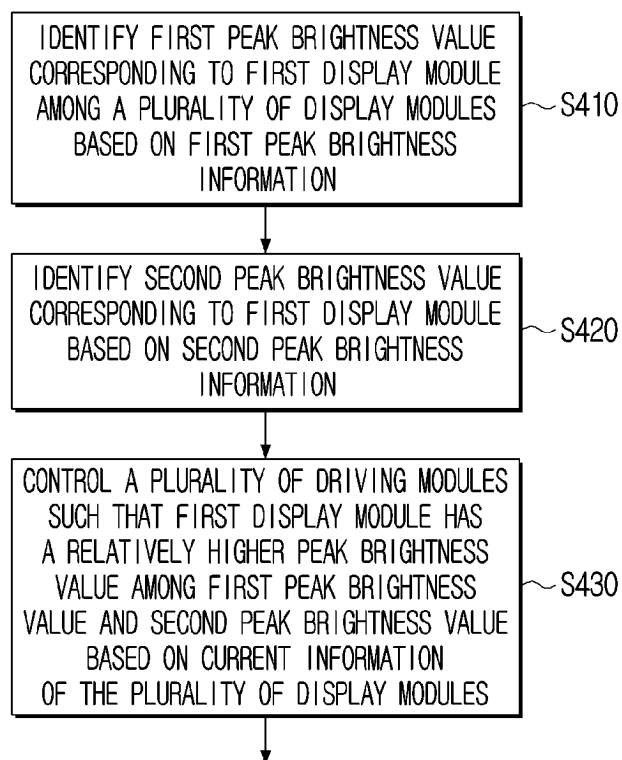 IDENTIFY FIRST PEAK BRIGHTNESS VALUE
CORRESPONDING TO FIRST DISPLAY MODULE
AMONG A PLURALITY OF DISPLAY MODULES
BASED ON FIRST PEAK BRIGHTNESS
INFORMATION
S410
IDENTIFY SECOND PEAK BRIGHTNESS VALUE
CORRESPONDING TO FIRST DISPLAY MODULE
BASED ON SECOND PEAK BRIGHTNESS
INFORMATION
S420
CONTROL A PLURALITY OF DRIVING MODULES
SUCH THAT FIRST DISPLAY MODULE HAS
A RELATIVELY HIGHER PEAK BRIGHTNESS
VALUE AMONG FIRST PEAK BRIGHTNESS
VALUE AND SECOND PEAK BRIGHTNESS VALUE
BASED ON CURRENT INFORMATION
OF THE PLURALITY OF DISPLAY MODULES
S430